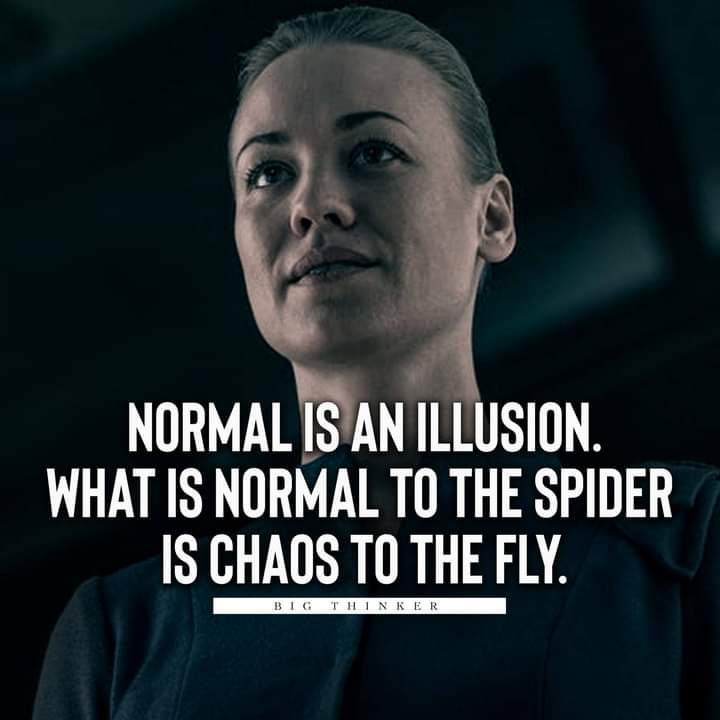 NORMAL IS AN ILLUSION.
WHAT IS NORMAL TO THE SPIDER
IS CHAOS TO THE FLY.
BIG THINKER